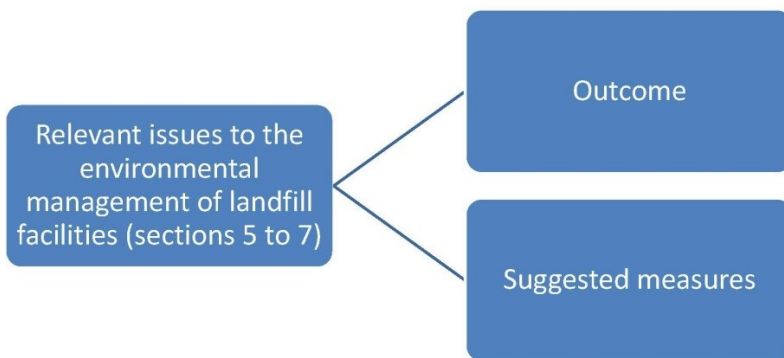 Relevant issues to the
environmental
management of landfill
facilities (sections 5 to 7)
Outcome
Suggested measures